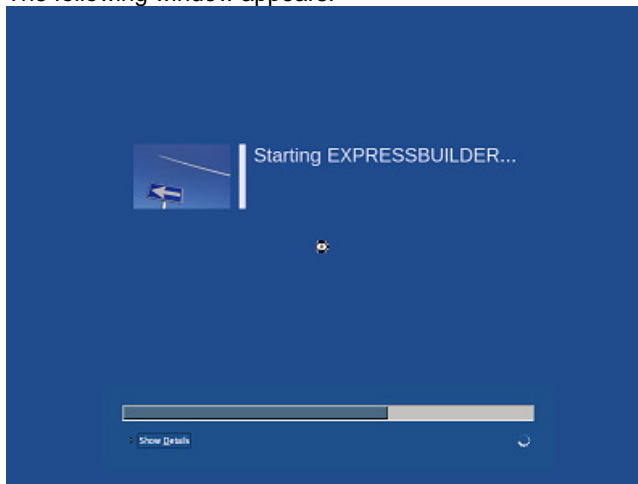 The following window appears:
Starting EXPRESSBUILDER...
Show Details